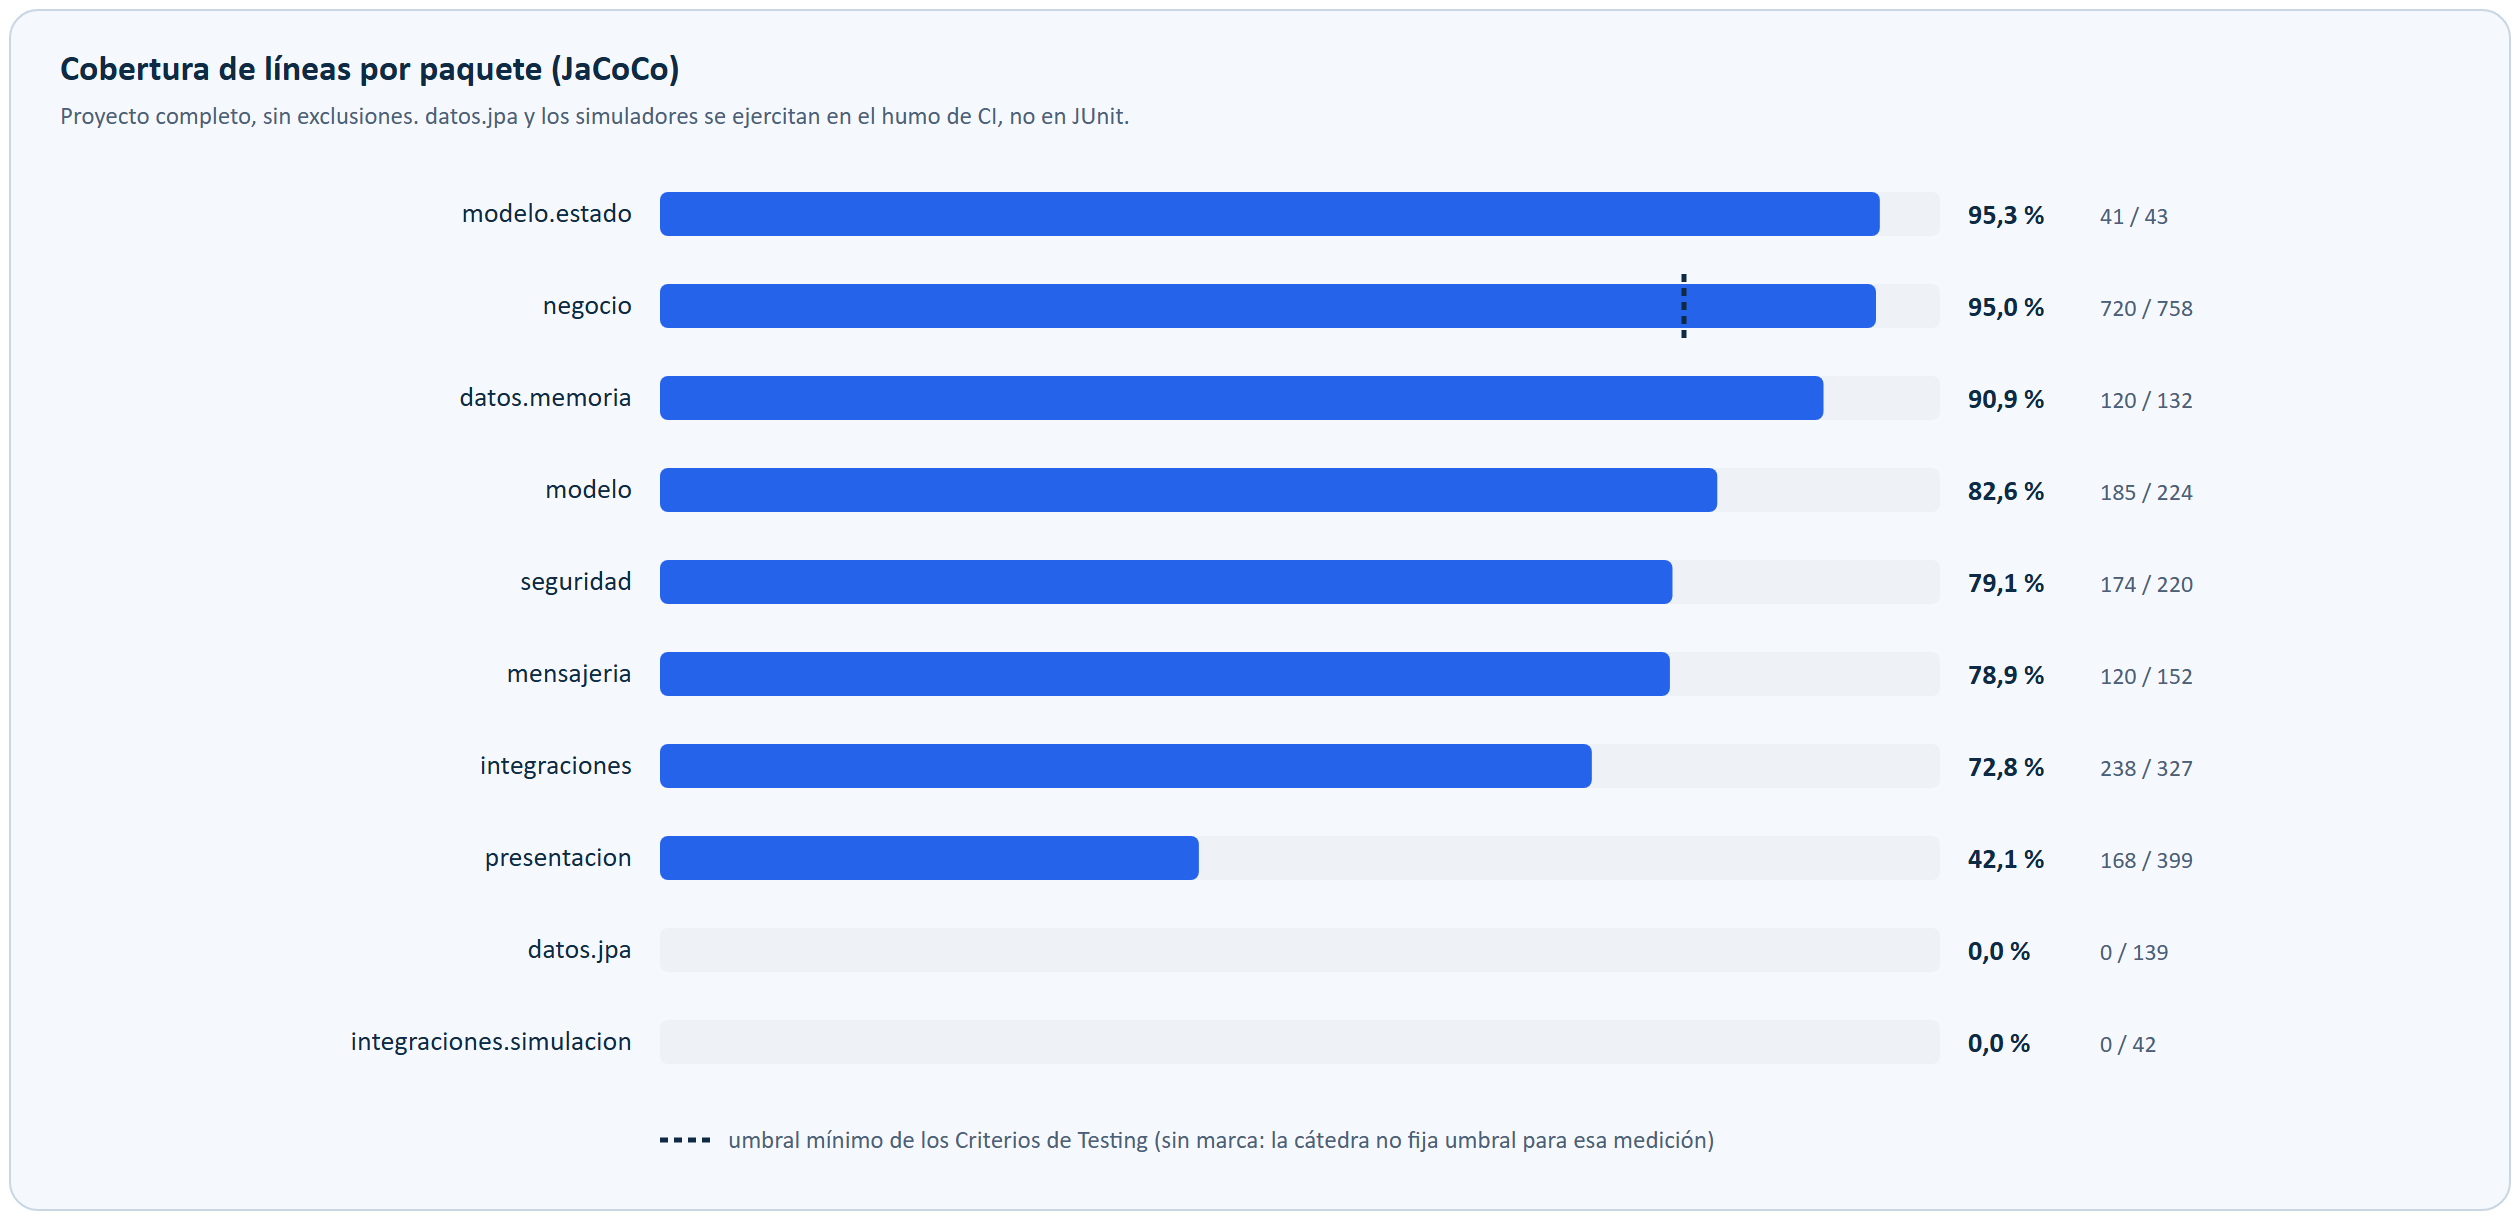 Cobertura de líneas por paquete (JaCoCo)
Proyecto completo, sin exclusiones. datos.jpa y los simuladores se ejercitan en el humo de CI, no en JUnit.
modelo.estado 95,3 % 41 / 43
negocio 95,0 % 720 / 758
datos.memoria 90,9 % 120 / 132
modelo 82,6 % 185 / 224
seguridad 79,1 % 174 / 220
mensajeria 78,9 % 120 / 152
integraciones 72,8 % 238 / 327
presentacion 42,1 % 168 / 399
datos.jpa 0,0 % 0 / 139
integraciones.simulacion 0,0 % 0 / 42
umbral mínimo de los Criterios de Testing (sin marca: la cátedra no fija umbral para esa medición)